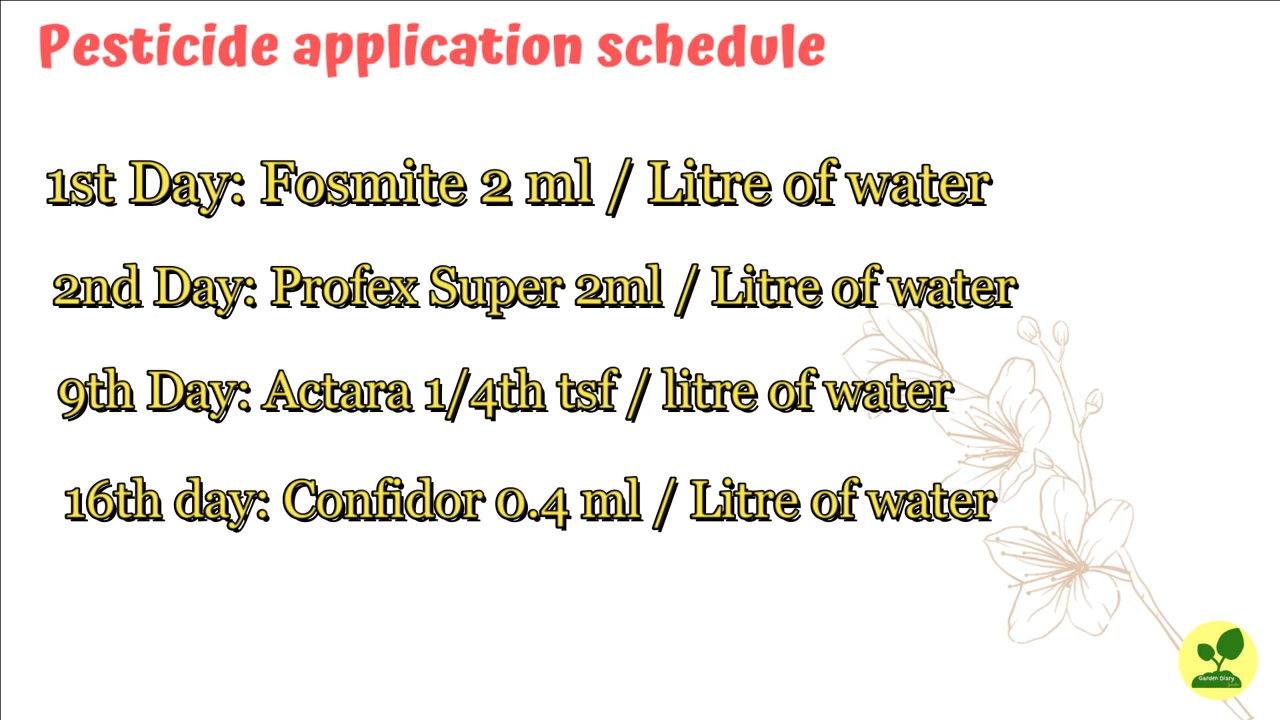 Pesticide application schedule
1st Day: Fosmite 2 ml / Litre of water
2nd Day: Profex Super 2ml / Litre of water
9th Day: Actara 1/4th tsf / litre of water
16th day: Confidor 0.4 ml / Litre of water
Garden Diary